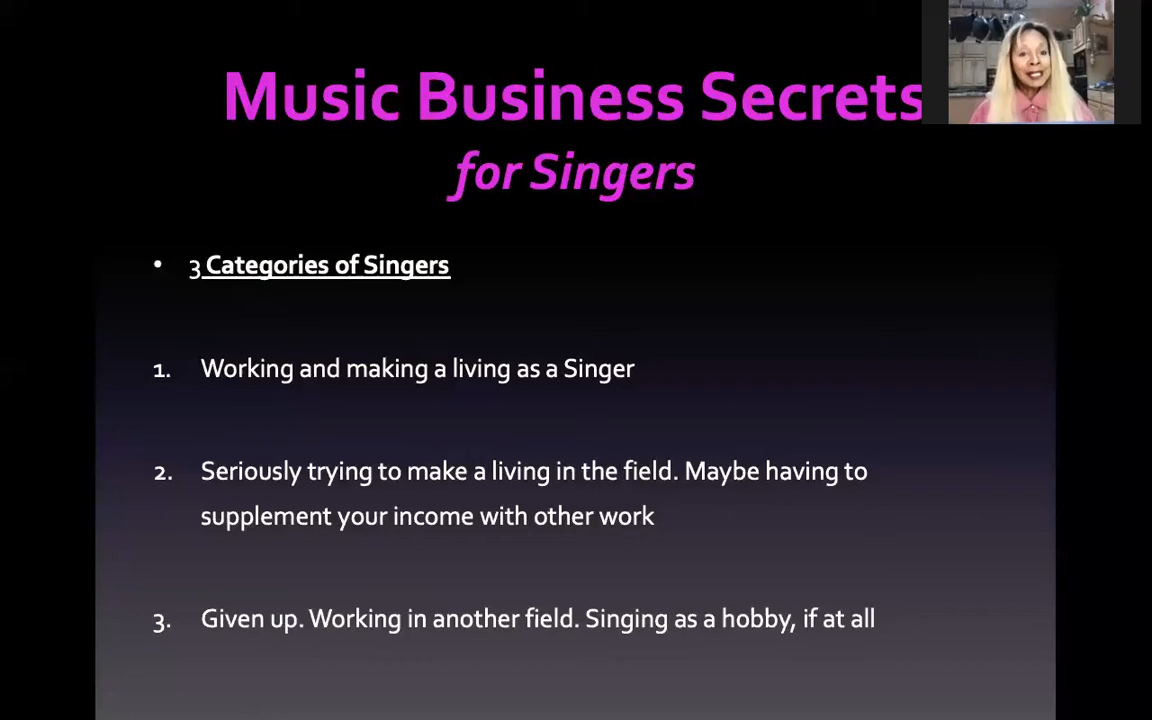 Music Business Secrets
for Singers
• 3 Categories of Singers
1. Working and making a living as a Singer
2. Seriously trying to make a living in the field. Maybe having to
supplement your income with other work
3. Given up. Working in another field. Singing as a hobby, if at all